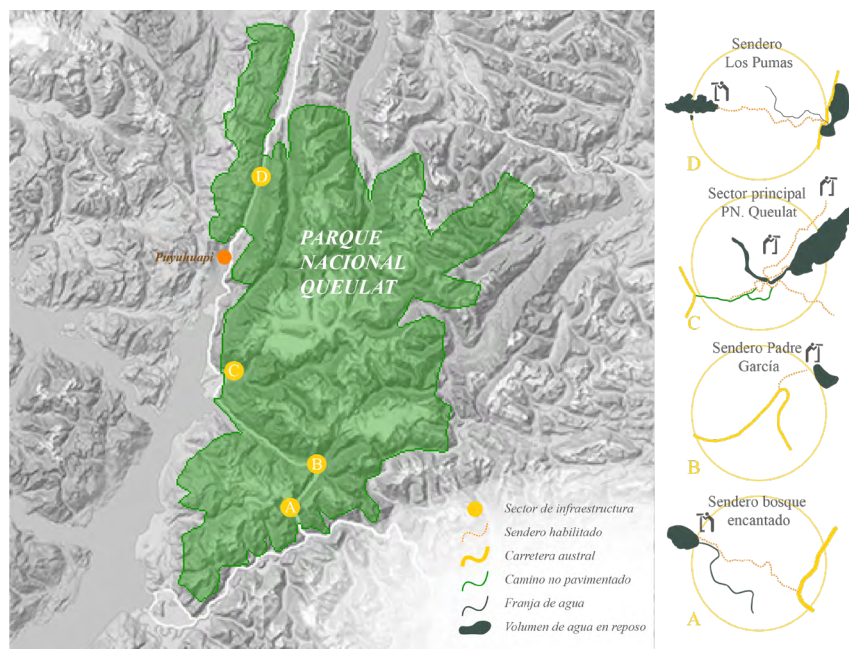 D
Puyuhuapi
PARQUE
NACIONAL
QUEULAT
C
B
A
Sector de infraestructura
Sendero habilitado
Carretera austral
Camino no pavimentado
Franja de agua
Volumen de agua en reposo
Sendero
Los Pumas
D
Sector principal
PN. Queulat
C
Sendero Padre
García
B
Sendero bosque
encantado
A